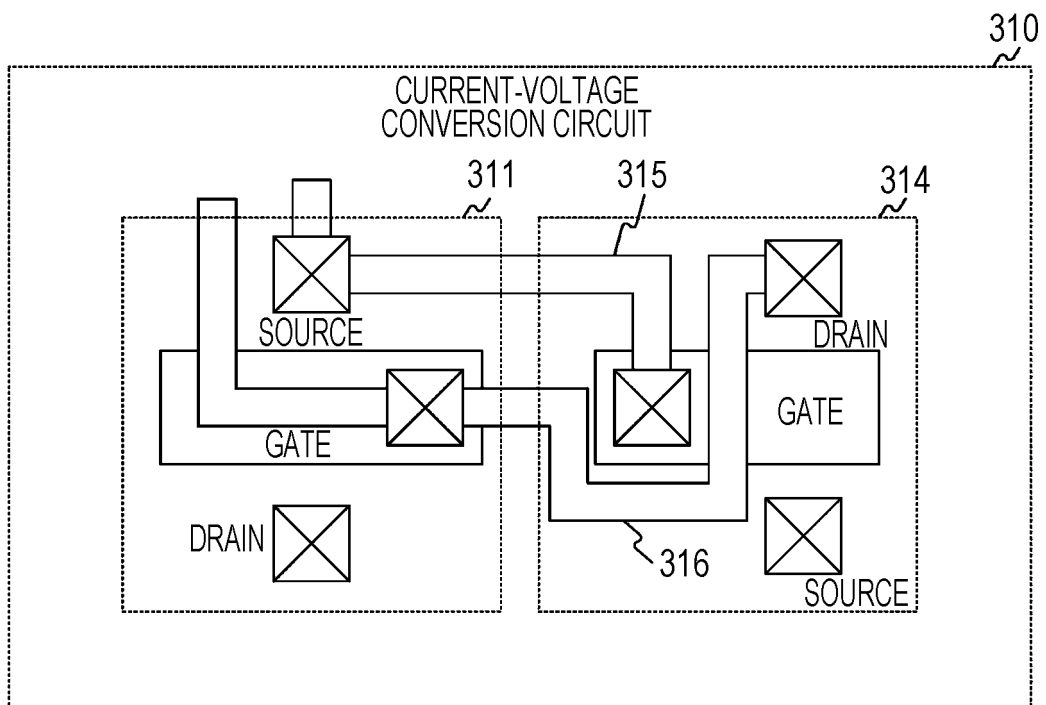 310
CURRENT-VOLTAGE
CONVERSION CIRCUIT
311
315
314
SOURCE
DRAIN
GATE
GATE
DRAIN
316
SOURCE